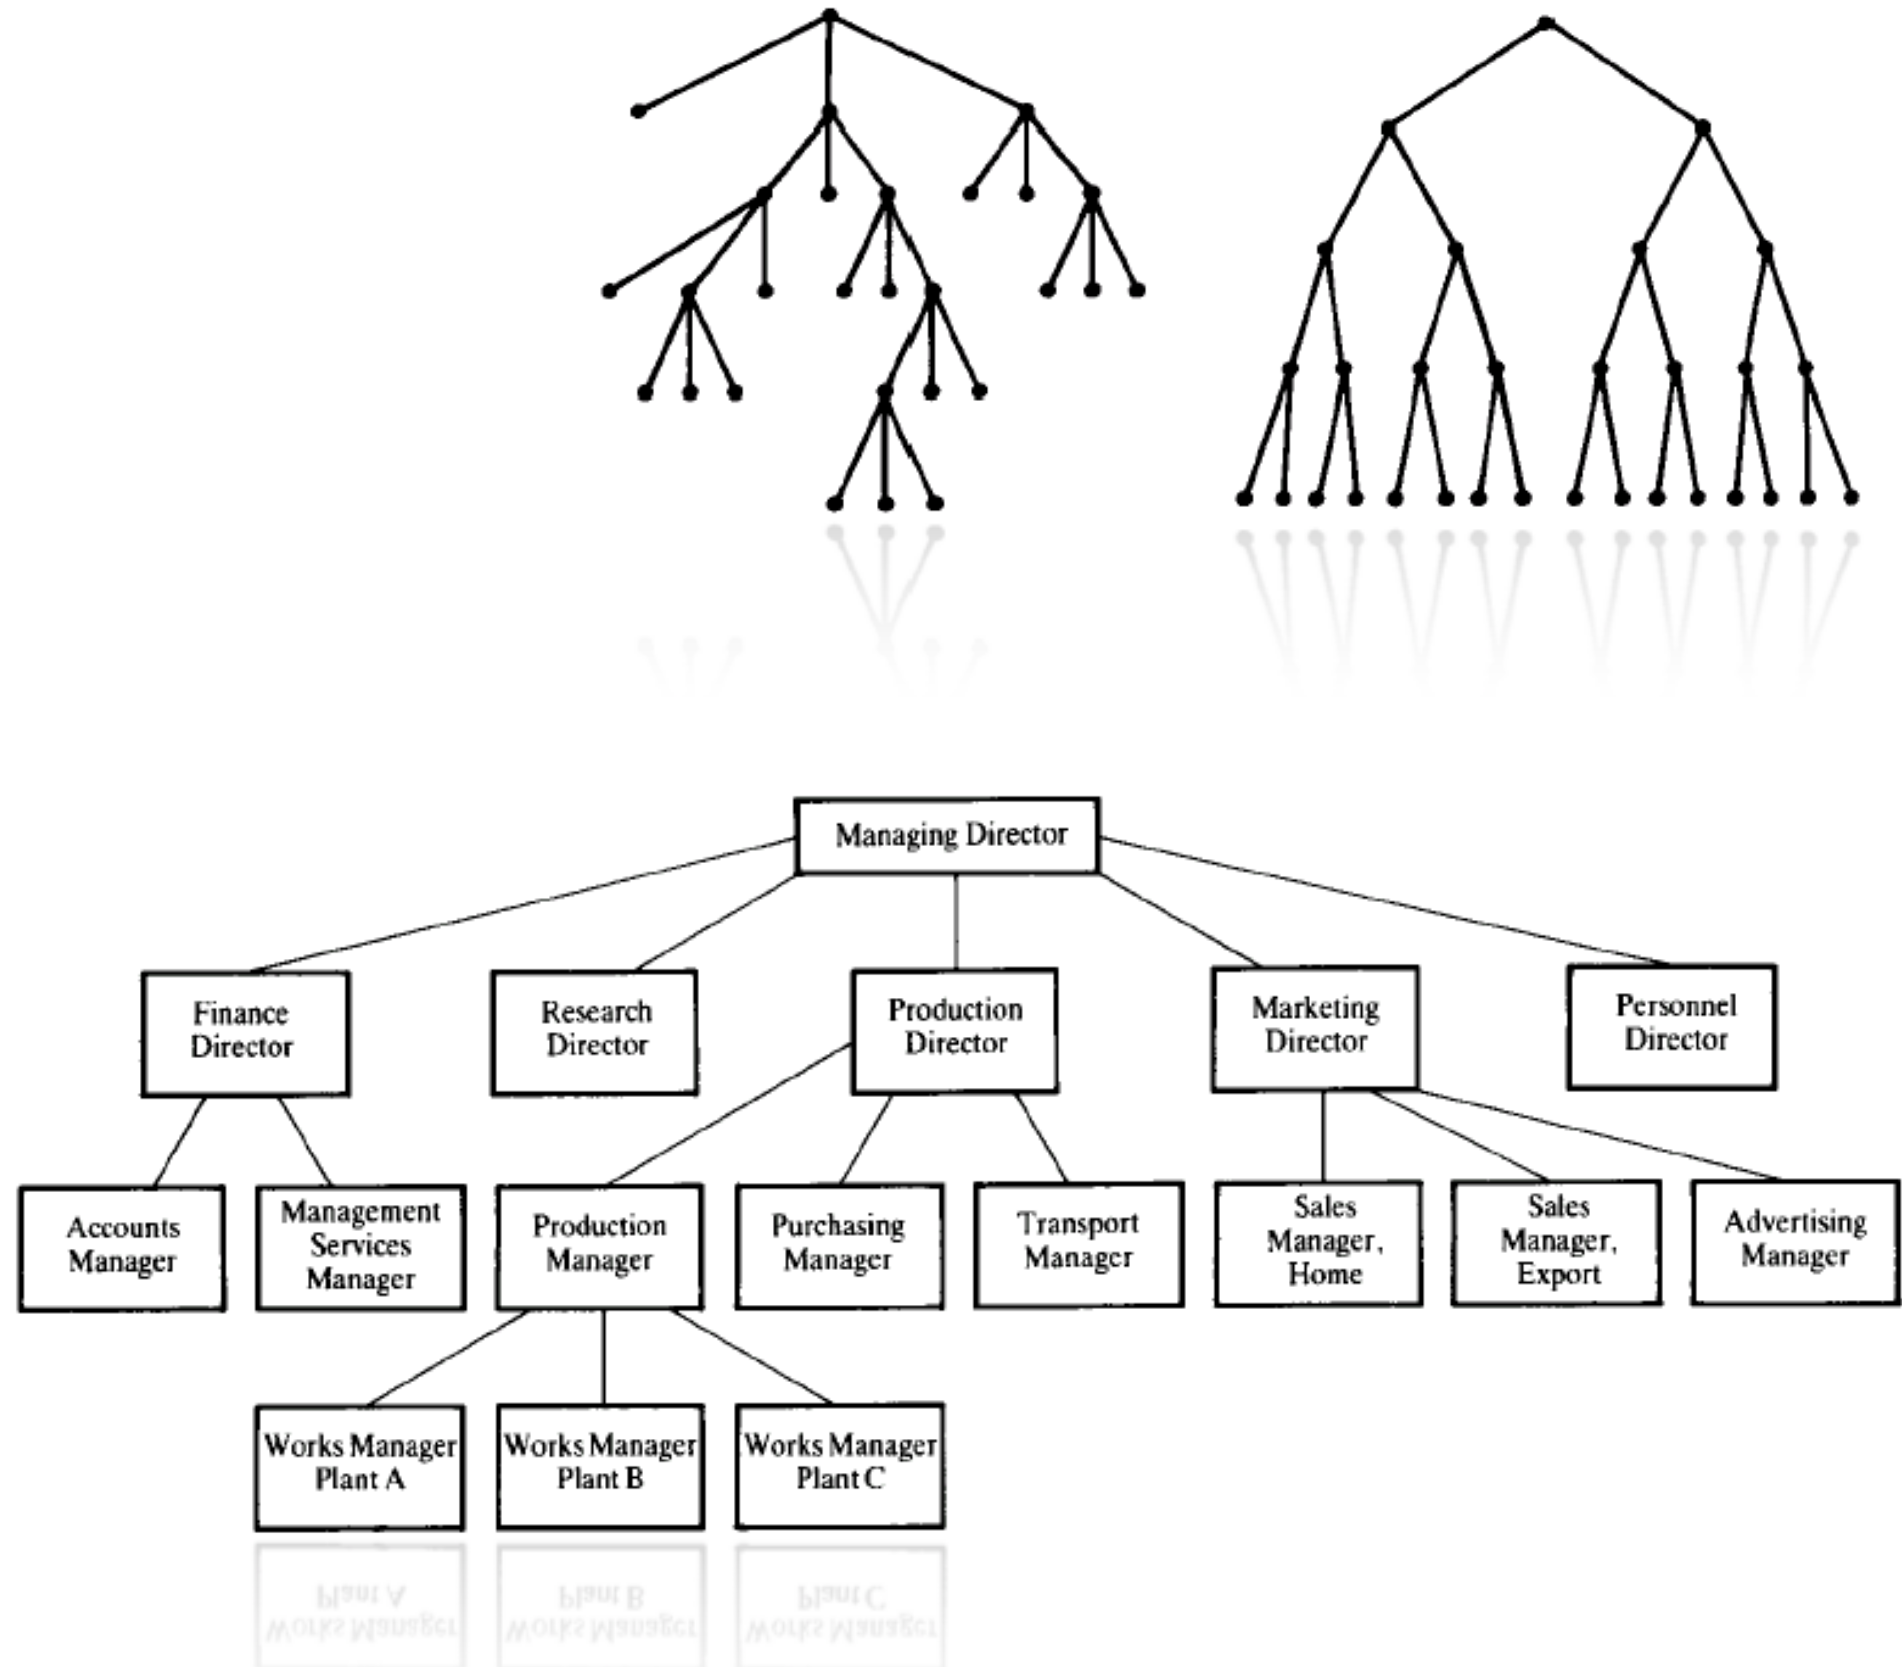 Managing Director
Finance
Director
Research
Director
Production
Director
Marketing
Director
Personnel
Director
Accounts
Manager
Management
Services
Manager
Production
Manager
Purchasing
Manager
Transport
Manager
Sales
Manager,
Home
Sales
Manager,
Export
Advertising
Manager
Works Manager
Plant A
Works Manager
Plant B
Works Manager
Plant C